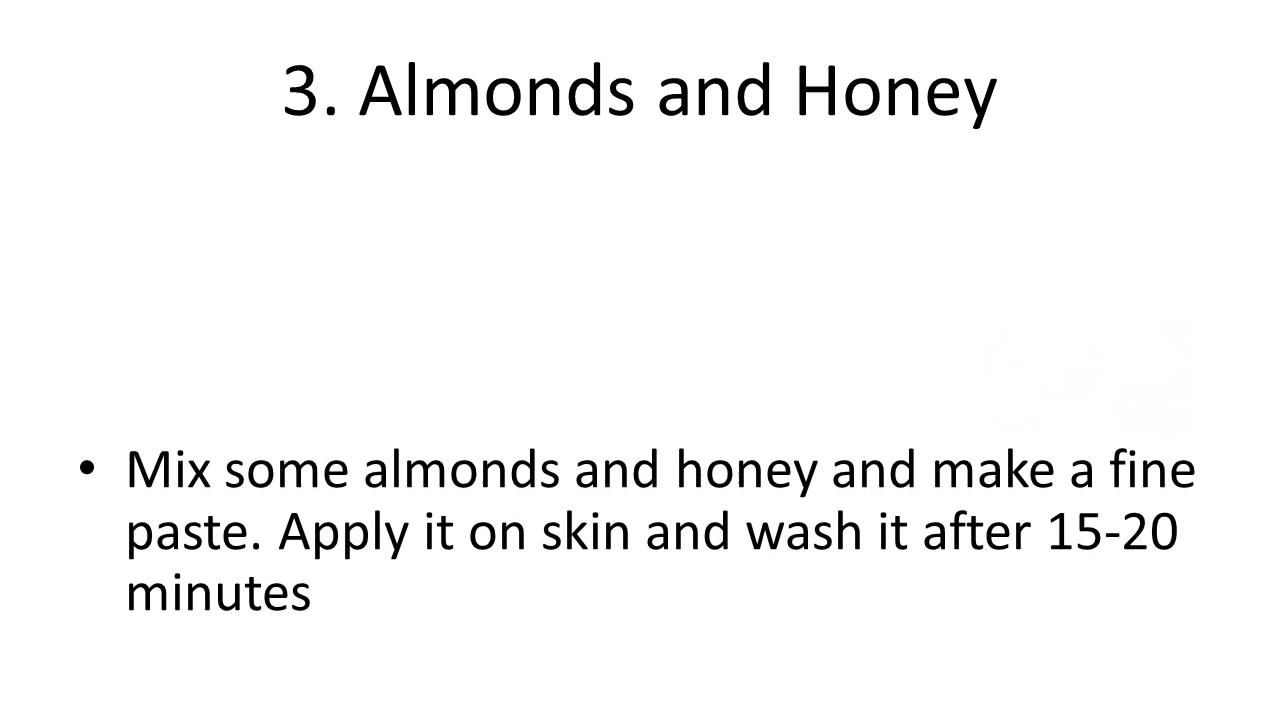 3. Almonds and Honey
• Mix some almonds and honey and make a fine
paste. Apply it on skin and wash it after 15-20
minutes